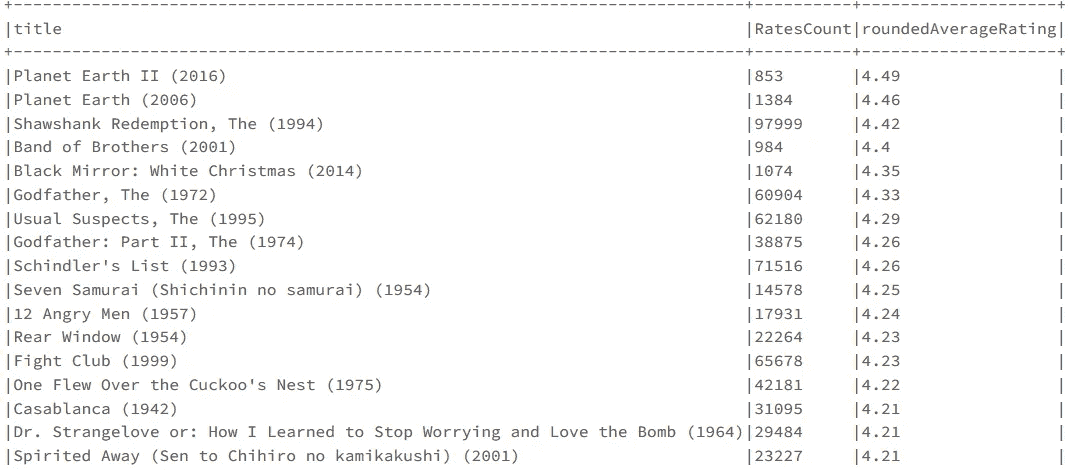 +---------------------------------------------------------------------------+----------+--------------------+
|title                                                                      |RatesCount|roundedAverageRating|
+---------------------------------------------------------------------------+----------+--------------------+
|Planet Earth II (2016)                                                     |853       |4.49                |
|Planet Earth (2006)                                                        |1384      |4.46                |
|Shawshank Redemption, The (1994)                                           |97999     |4.42                |
|Band of Brothers (2001)                                                    |984       |4.4                 |
|Black Mirror: White Christmas (2014)                                       |1074      |4.35                |
|Godfather, The (1972)                                                      |60904     |4.33                |
|Usual Suspects, The (1995)                                                 |62180     |4.29                |
|Godfather: Part II, The (1974)                                             |38875     |4.26                |
|Schindler's List (1993)                                                    |71516     |4.26                |
|Seven Samurai (Shichinin no samurai) (1954)                                |14578     |4.25                |
|12 Angry Men (1957)                                                        |17931     |4.24                |
|Rear Window (1954)                                                         |22264     |4.23                |
|Fight Club (1999)                                                          |65678     |4.23                |
|One Flew Over the Cuckoo's Nest (1975)                                     |42181     |4.22                |
|Casablanca (1942)                                                          |31095     |4.21                |
|Dr. Strangelove or: How I Learned to Stop Worrying and Love the Bomb (1964)|29484     |4.21                |
|Spirited Away (Sen to Chihiro no kamikakushi) (2001)                       |23227     |4.21                |